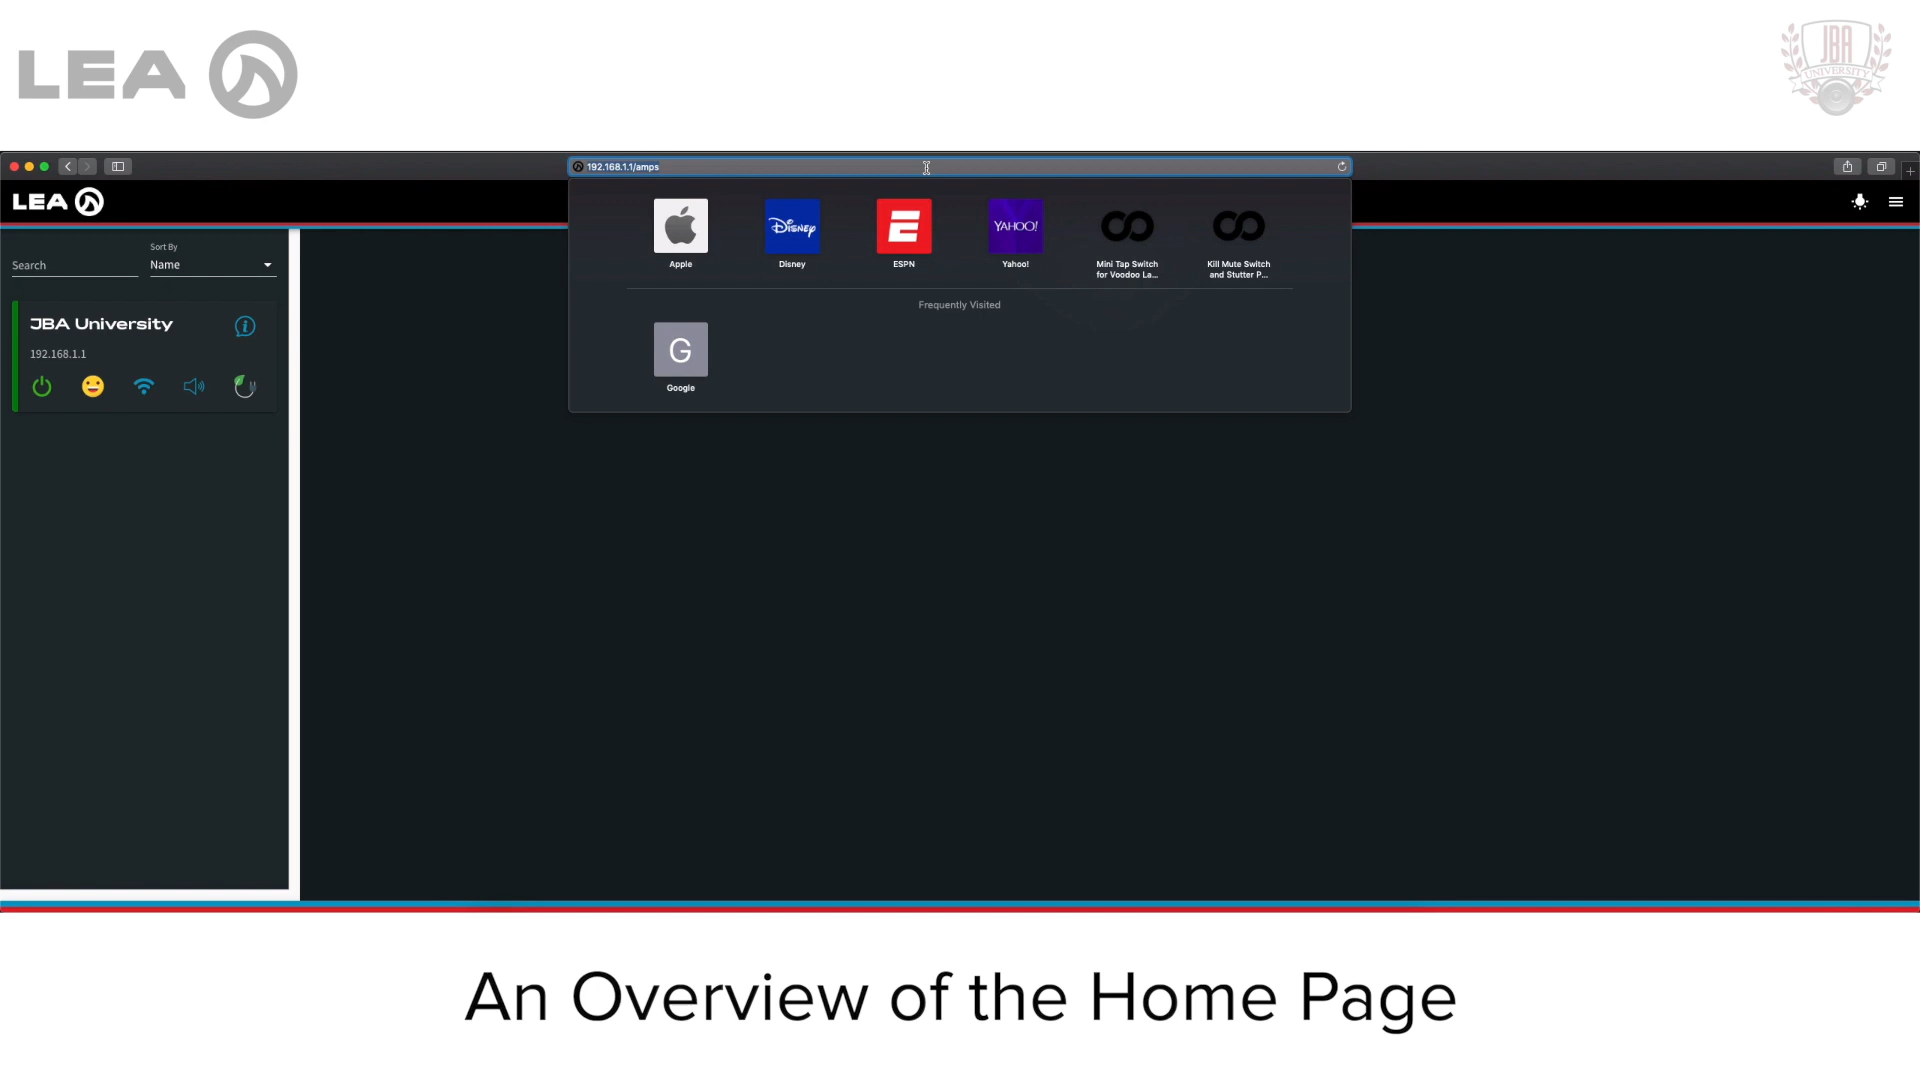 LEA
JBA
UNIVERSITY
192.168.1.1/amps
LEA
Search
Sort By
Name
JBA University
192.168.1.1
Apple
DISNEY
Disney
E
ESPN
YAHOO!
Yahoo!
Mini Tap Switch
for Voodoo La...
Kill Mute Switch
and Stutter P...
Frequently Visited
G
Google
An Overview of the Home Page